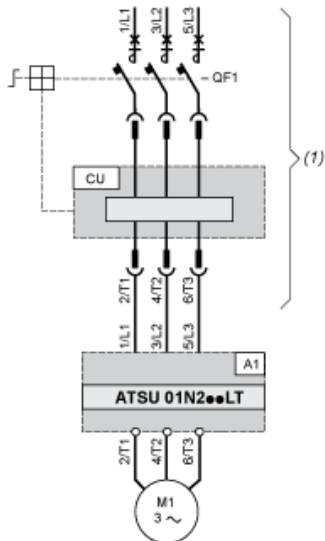 1/L1 3/L2 5/L3
QF1
(1)
CU
2/T1 4/T2 6/T3
1/L1 3/L2 5/L3
A1
ATSU 01N2●●LT
2/T1 4/T2 6/T3
M1
3 ~